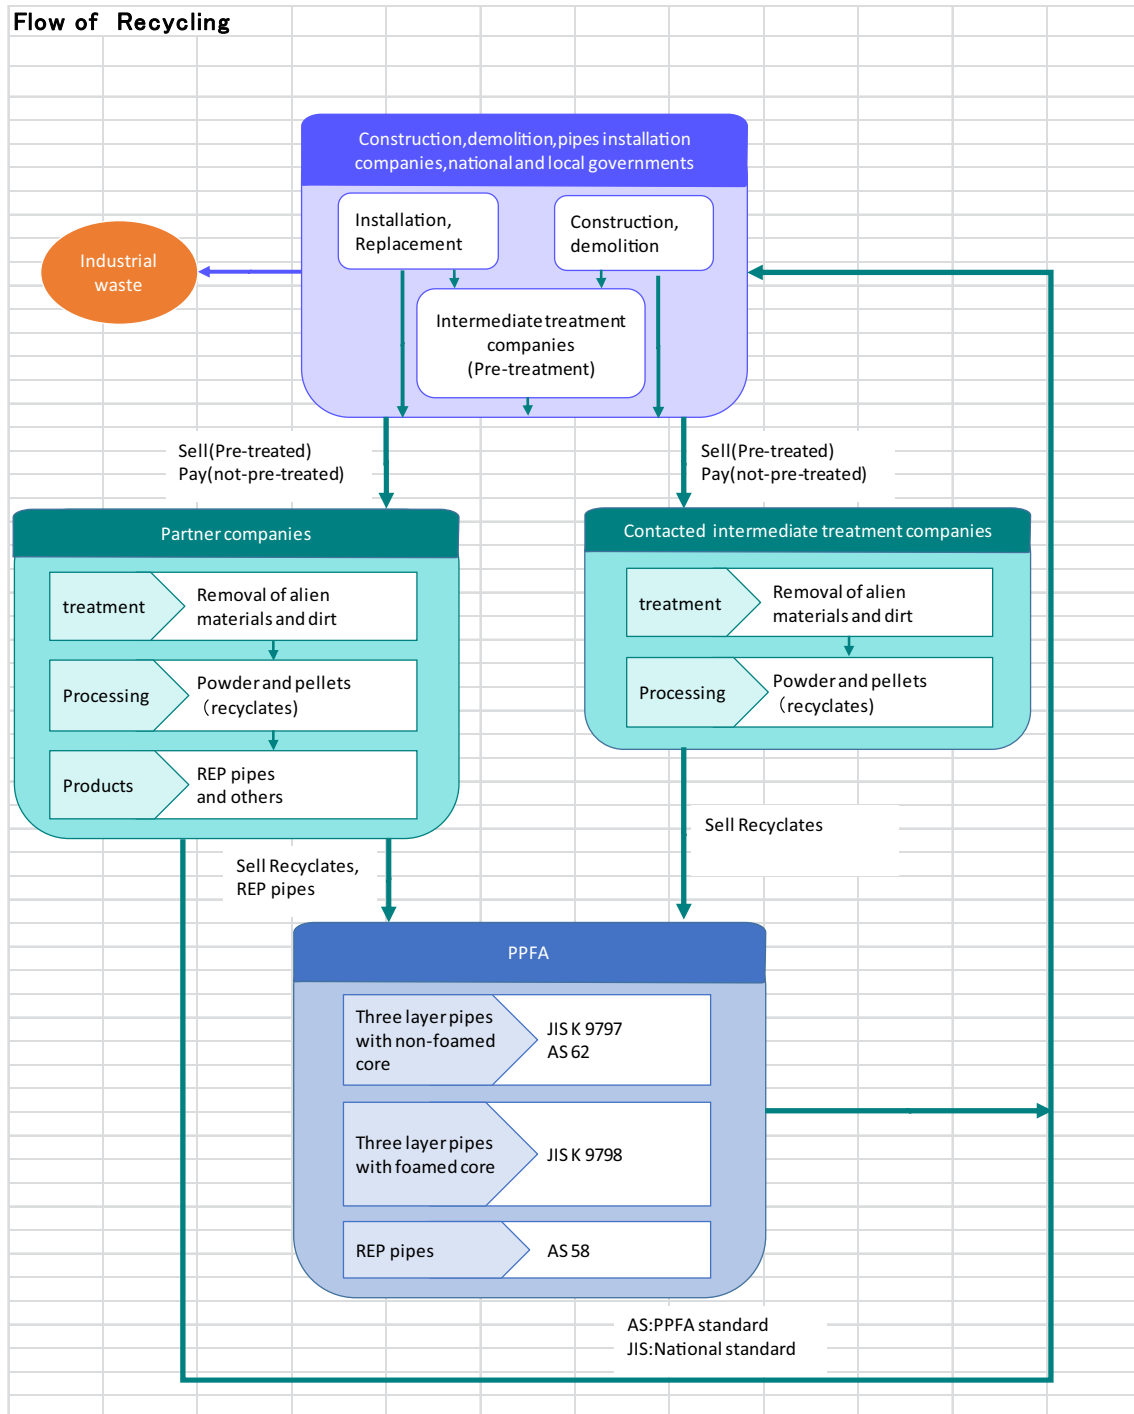 Flow of Recycling
Construction,demolition,pipes installation
companies,national and local governments
Installation,
Replacement
Construction,
demolition
Industrial
waste
Intermediate treatment
companies
(Pre-treatment)
Sell(Pre-treated)
Pay(not-pre-treated)
Sell(Pre-treated)
Pay(not-pre-treated)
Partner companies
treatment
Removal of alien
materials and dirt
Processing
Powder and pellets
（recyclates)
Products
REP pipes
and others
Contacted intermediate treatment companies
treatment
Removal of alien
materials and dirt
Processing
Powder and pellets
（recyclates)
Sell Recyclates,
REP pipes
Sell Recyclates
PPFA
Three layer pipes
with non-foamed
core
JIS K 9797
AS 62
Three layer pipes
with foamed core
JIS K 9798
REP pipes
AS 58
AS:PPFA standard
JIS:National standard